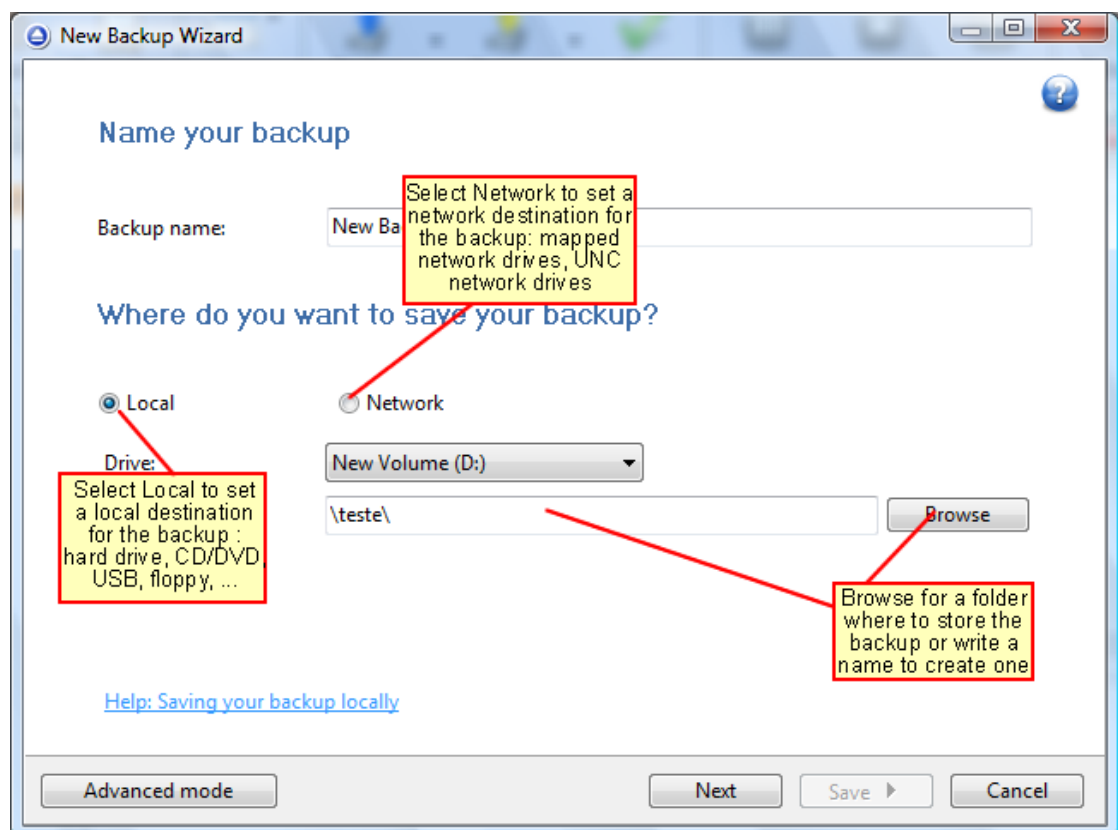 New Backup Wizard
Name your backup
Select Network to set a
network destination for
the backup: mapped
network drives, UNC
network drives
Backup name:
New Ba
Where do you want to save your backup?
Local
Network
Drive:
New Volume (D:)
Select Local to set
a local destination
for the backup :
hard drive, CD/DVD,
USB, floppy, ...
\teste\
Browse
Browse for a folder
where to store the
backup or write a
name to create one
Help: Saving your backup locally
Advanced mode
Next
Save
Cancel